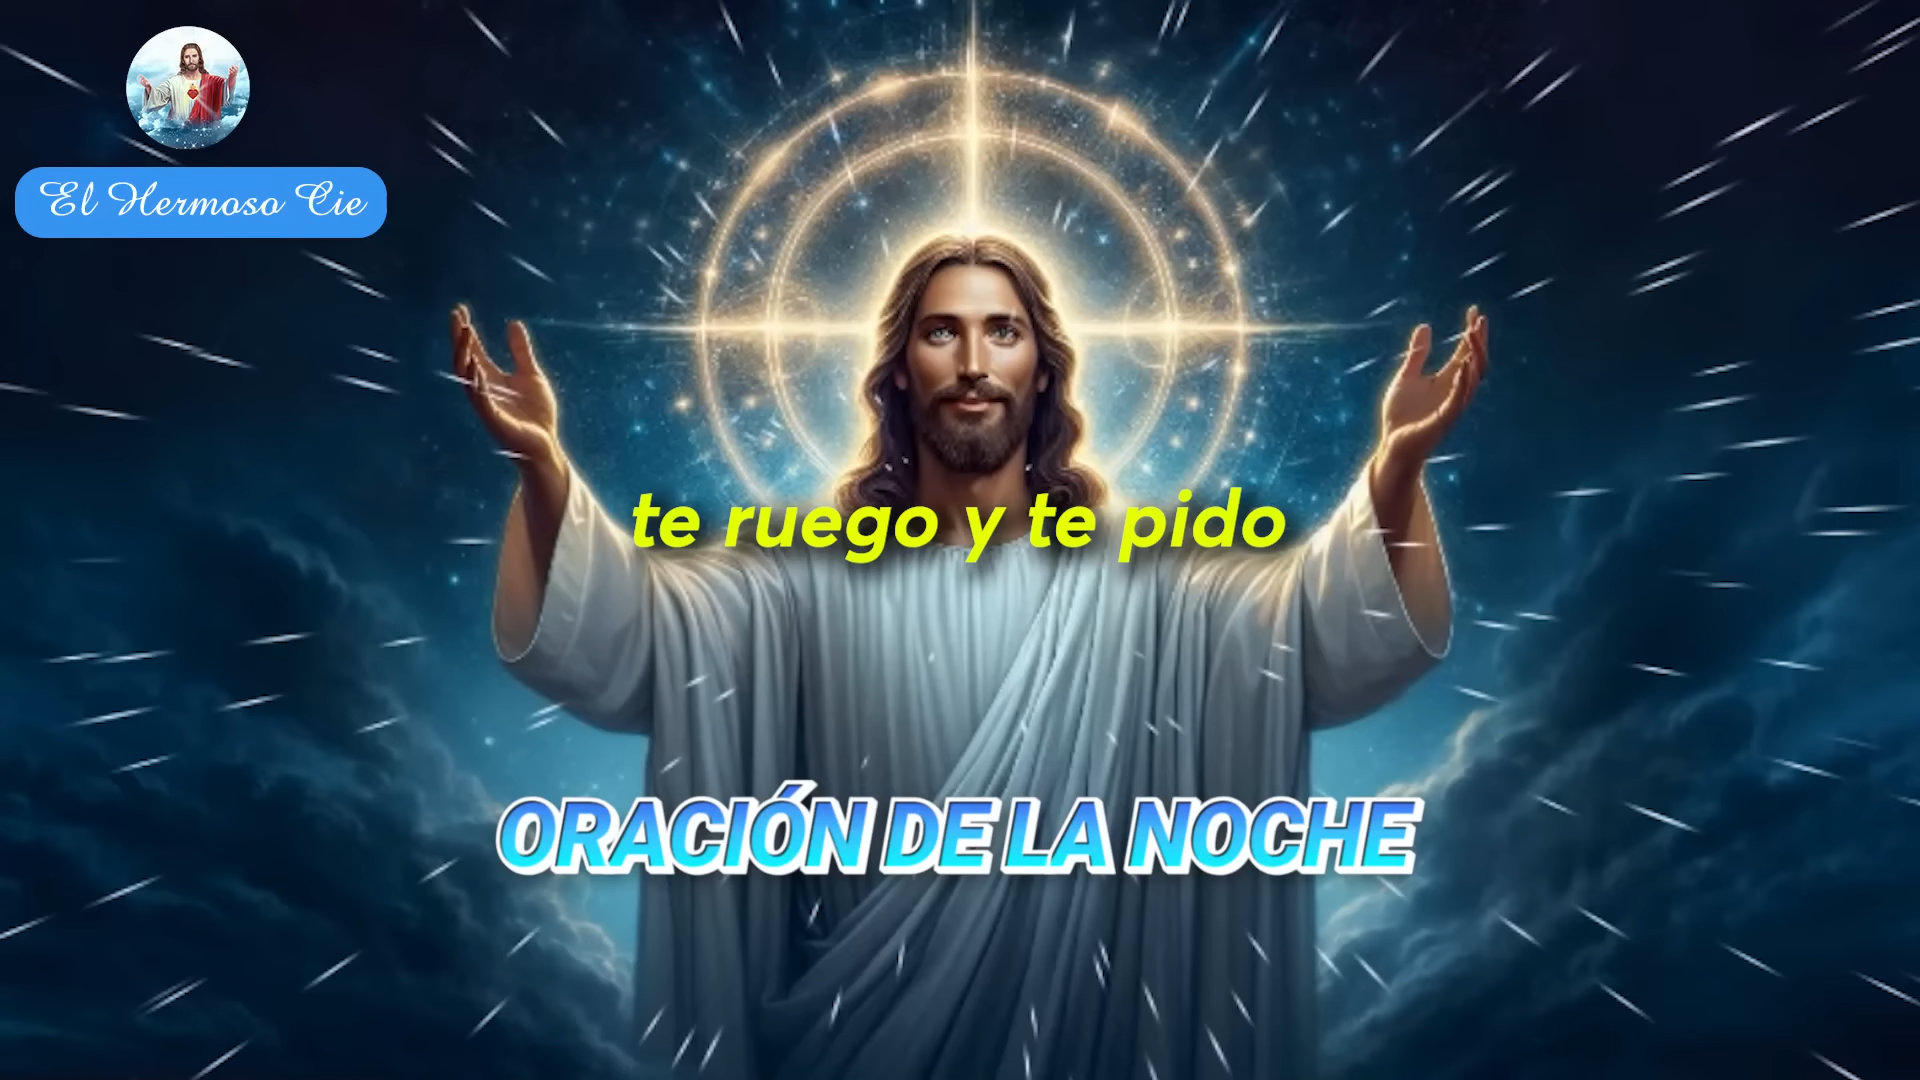 El Hermoso Cie
te ruego y te pido
ORACIÓN DE LA NOCHE